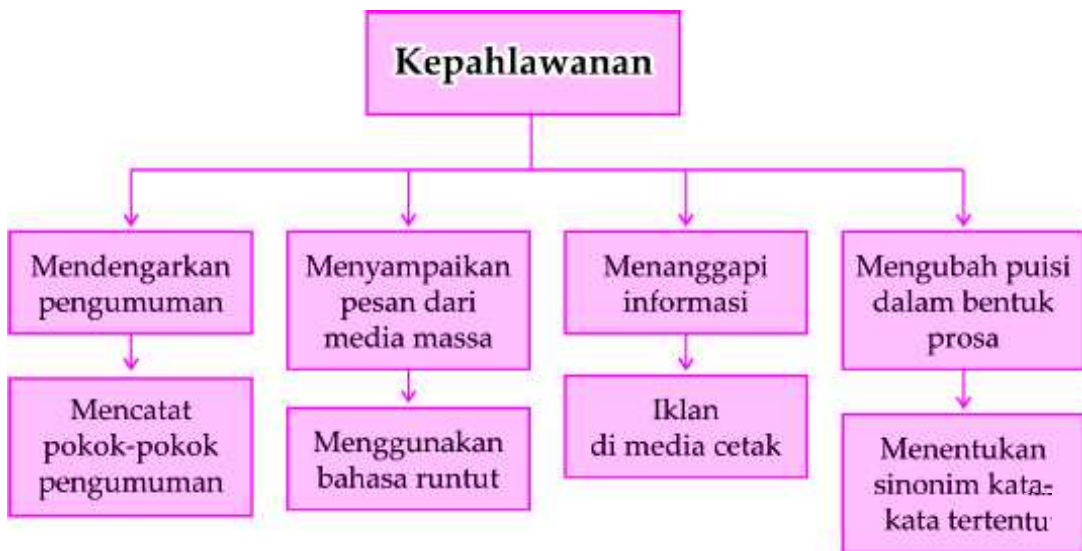 Kepahlawanan
Mendengarkan
pengumuman
Mencatat
pokok-pokok
pengumuman
Menyampaikan
pesan dari
media massa
Menggunakan
bahasa runtut
Menanggapi
informasi
Iklan
di media cetak
Mengubah puisi
dalam bentuk
prosa
Menentukan
sinonim kata-
kata tertentu